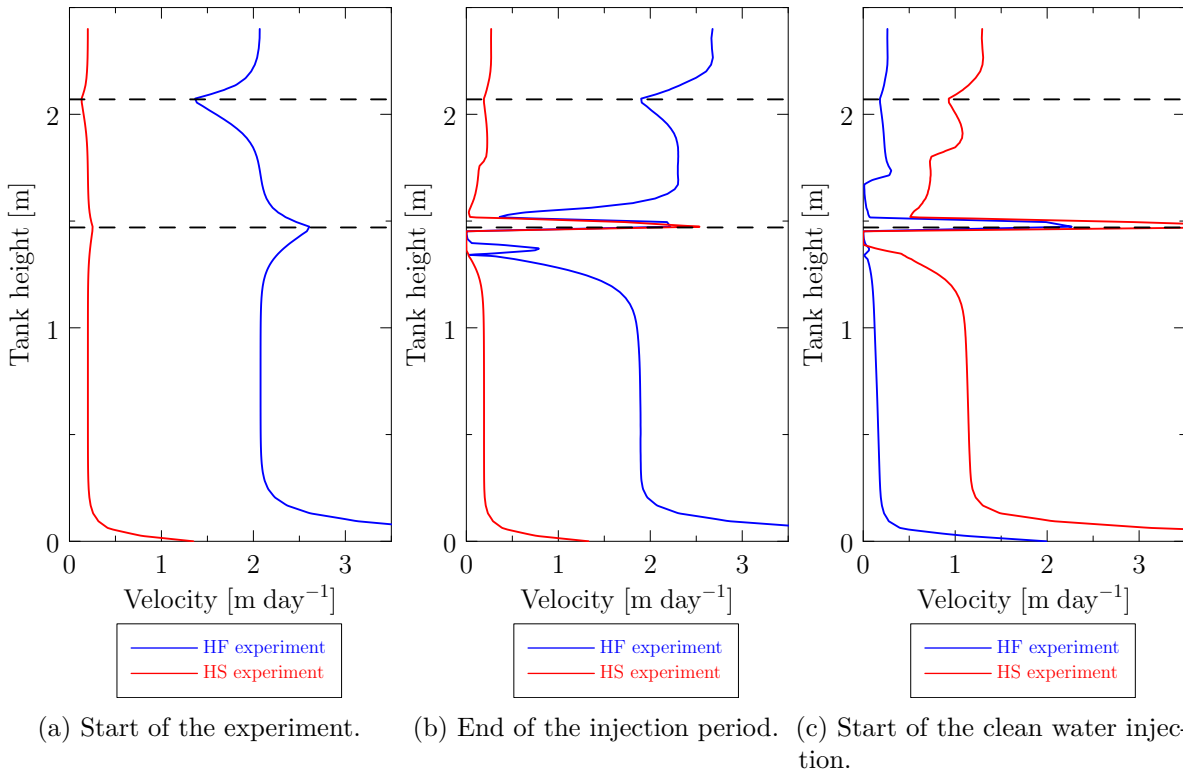 0
1
2
Tank height [m]
0 1 2 3
Velocity [m day−1]
HF experiment
HS experiment
(a) Start of the experiment.
0
1
2
Tank height [m]
0 1 2 3
Velocity [m day−1]
HF experiment
HS experiment
(b) End of the injection period.
0
1
2
Tank height [m]
0 1 2 3
Velocity [m day−1]
HF experiment
HS experiment
(c) Start of the clean water injec-
tion.